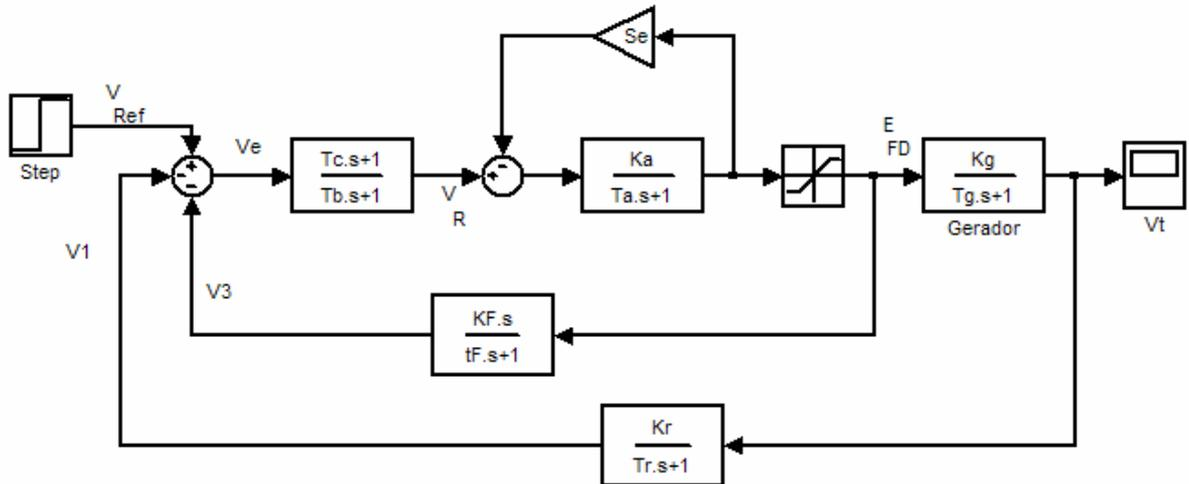 Se
V
Ref
Step
Ve
Tc.s+1
Tb.s+1
V
R
Ka
Ta.s+1
E
FD
Kg
Tg.s+1
Gerador
Vt
V1
V3
KF.s
tF.s+1
Kr
Tr.s+1